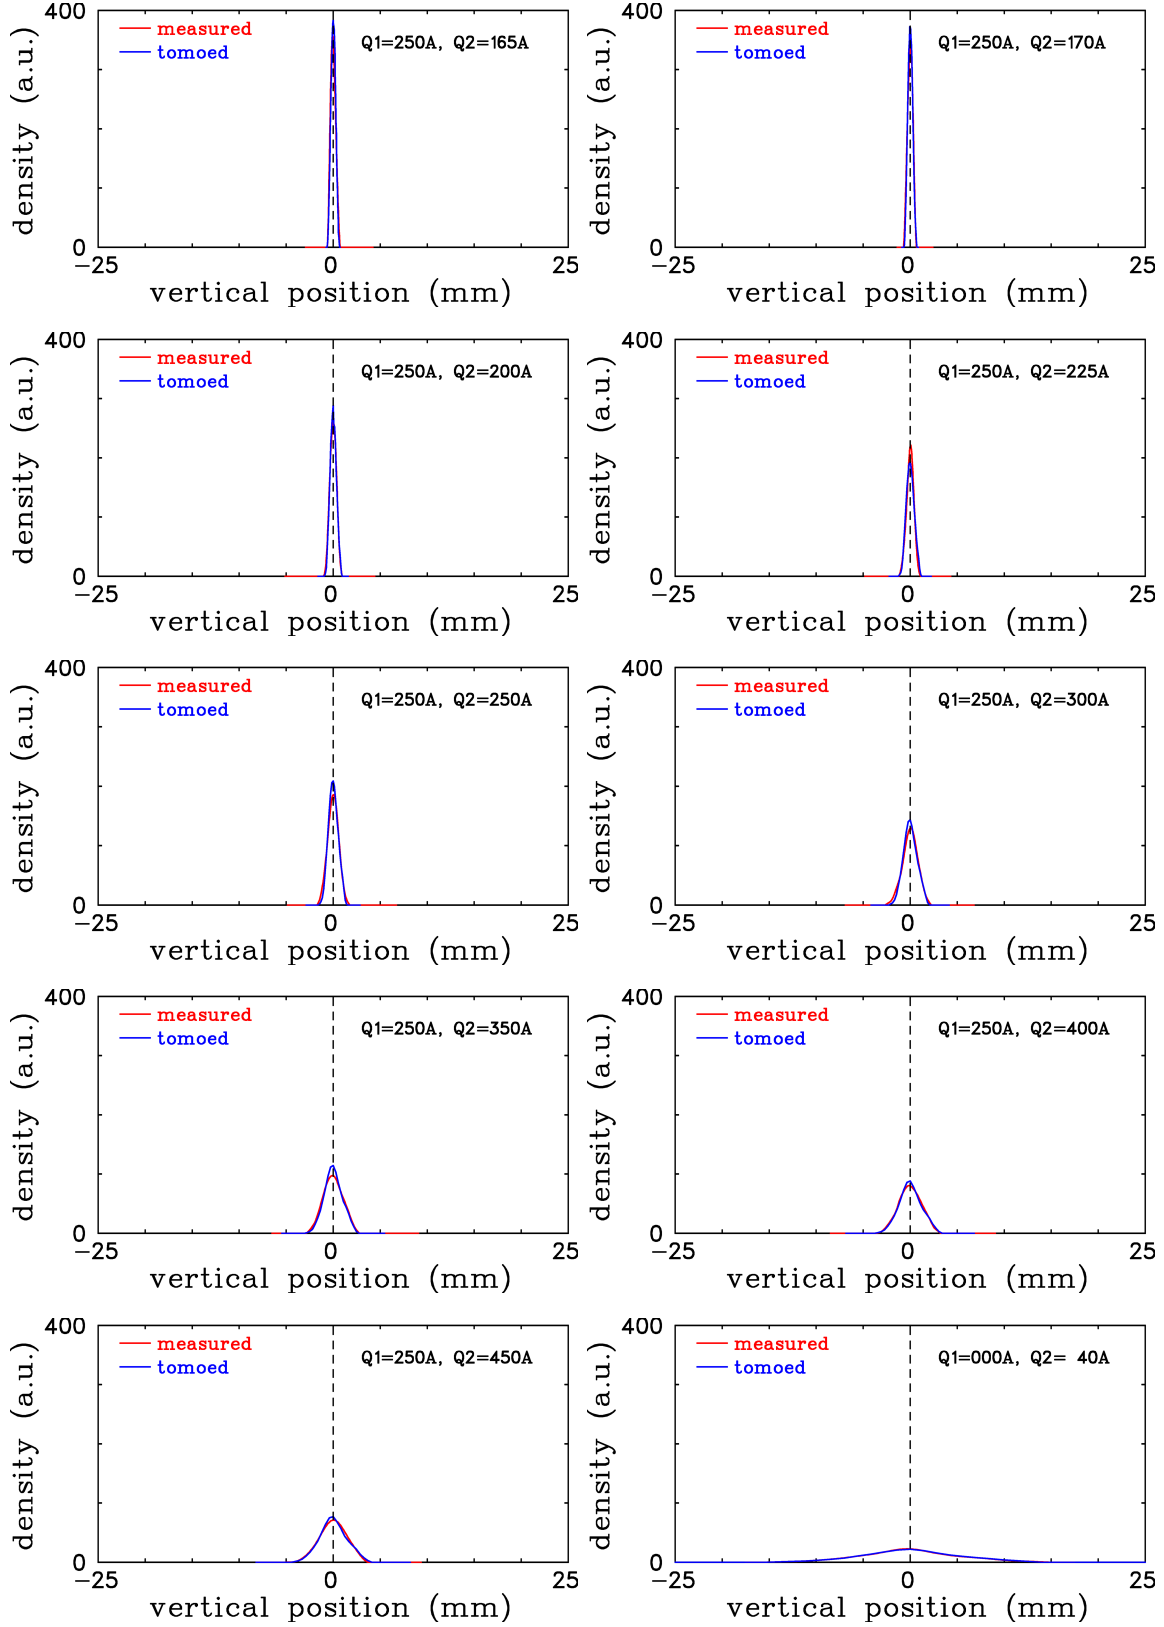 400
measured
tomoed
Q1=250A, Q2=165A
density (a.u.)
0
−25
0
25
vertical position (mm)
400
measured
tomoed
Q1=250A, Q2=170A
density (a.u.)
0
−25
0
25
vertical position (mm)
400
measured
tomoed
Q1=250A, Q2=200A
density (a.u.)
0
−25
0
25
vertical position (mm)
400
measured
tomoed
Q1=250A, Q2=225A
density (a.u.)
0
−25
0
25
vertical position (mm)
400
measured
tomoed
Q1=250A, Q2=250A
density (a.u.)
0
−25
0
25
vertical position (mm)
400
measured
tomoed
Q1=250A, Q2=300A
density (a.u.)
0
−25
0
25
vertical position (mm)
400
measured
tomoed
Q1=250A, Q2=350A
density (a.u.)
0
−25
0
25
vertical position (mm)
400
measured
tomoed
Q1=250A, Q2=400A
density (a.u.)
0
−25
0
25
vertical position (mm)
400
measured
tomoed
Q1=250A, Q2=450A
density (a.u.)
0
−25
0
25
vertical position (mm)
400
measured
tomoed
Q1=000A, Q2= 40A
density (a.u.)
0
−25
0
25
vertical position (mm)